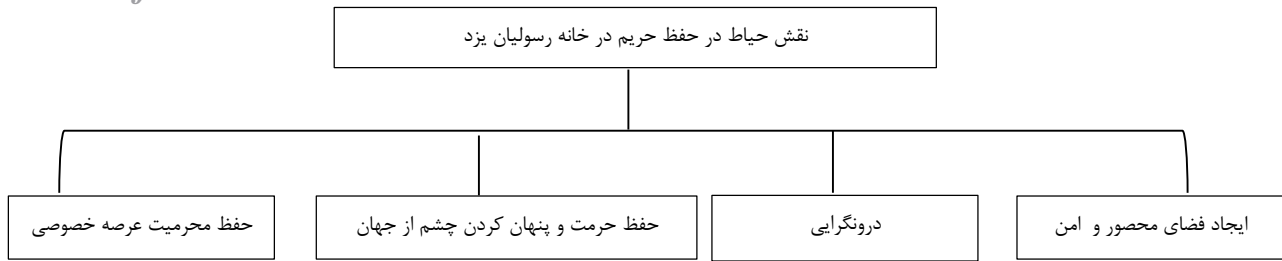 نقش حیاط در حفظ حریم در خانه رسولیان یزد
ایجاد فضای محصور و امن
درونگرایی
حفظ حرمت و پنهان کردن چشم از جهان
حفظ محرمیت عرصه خصوصی